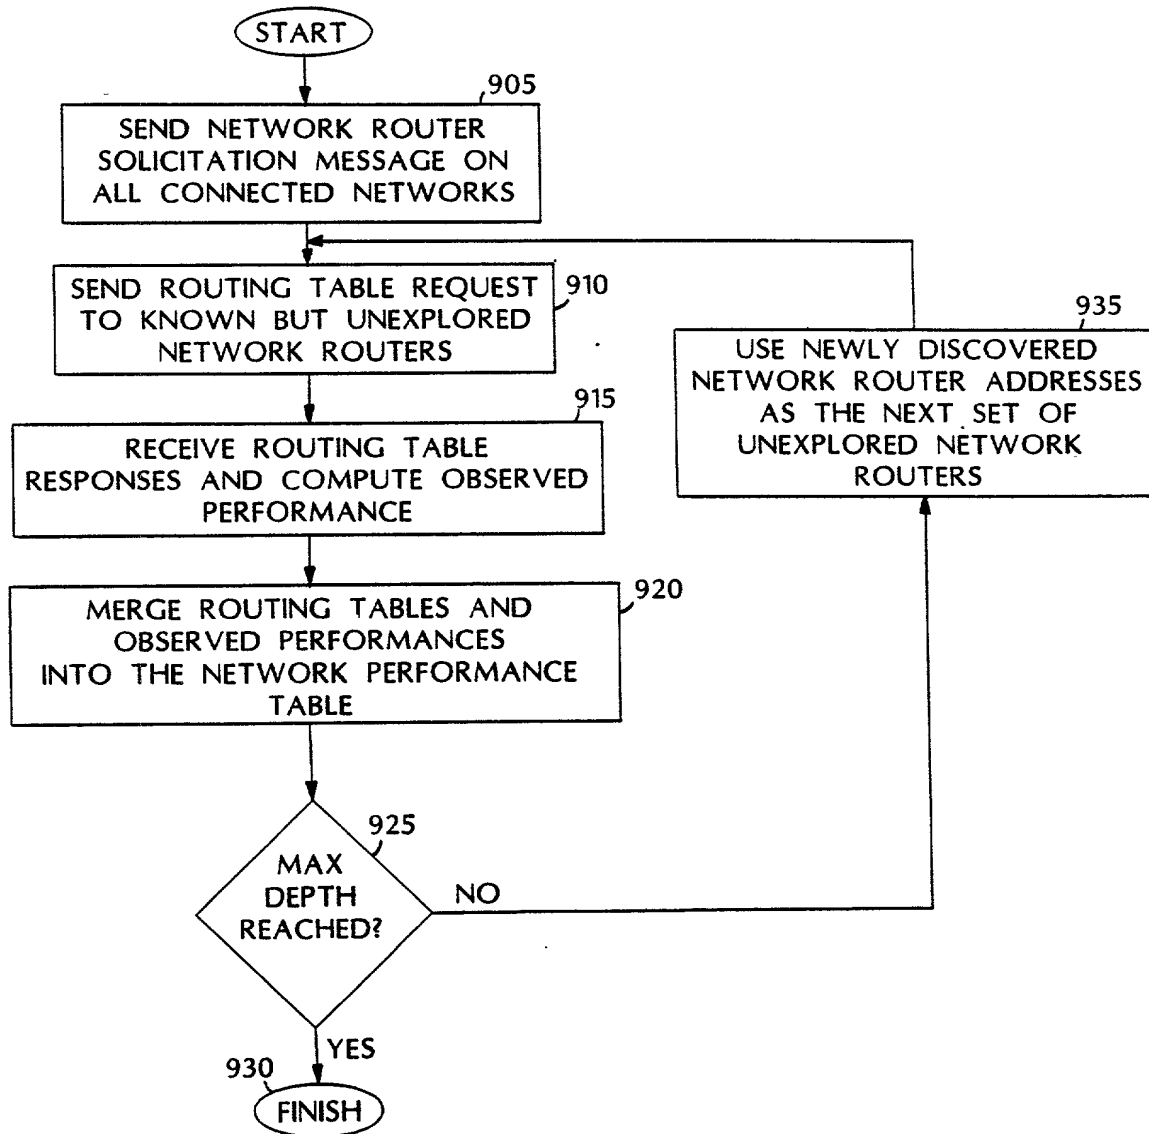 START
905
SEND NETWORK ROUTER
SOLICITATION MESSAGE ON
ALL CONNECTED NETWORKS
SEND ROUTING TABLE REQUEST
TO KNOWN BUT UNEXPLORED
NETWORK ROUTERS
910
915
RECEIVE ROUTING TABLE
RESPONSES AND COMPUTE OBSERVED
PERFORMANCE
920
MERGE ROUTING TABLES AND
OBSERVED PERFORMANCES
INTO THE NETWORK PERFORMANCE
TABLE
925
MAX
DEPTH
REACHED?
NO
YES
930
FINISH
935
USE NEWLY DISCOVERED
NETWORK ROUTER ADDRESSES
AS THE NEXT SET OF
UNEXPLORED NETWORK
ROUTERS